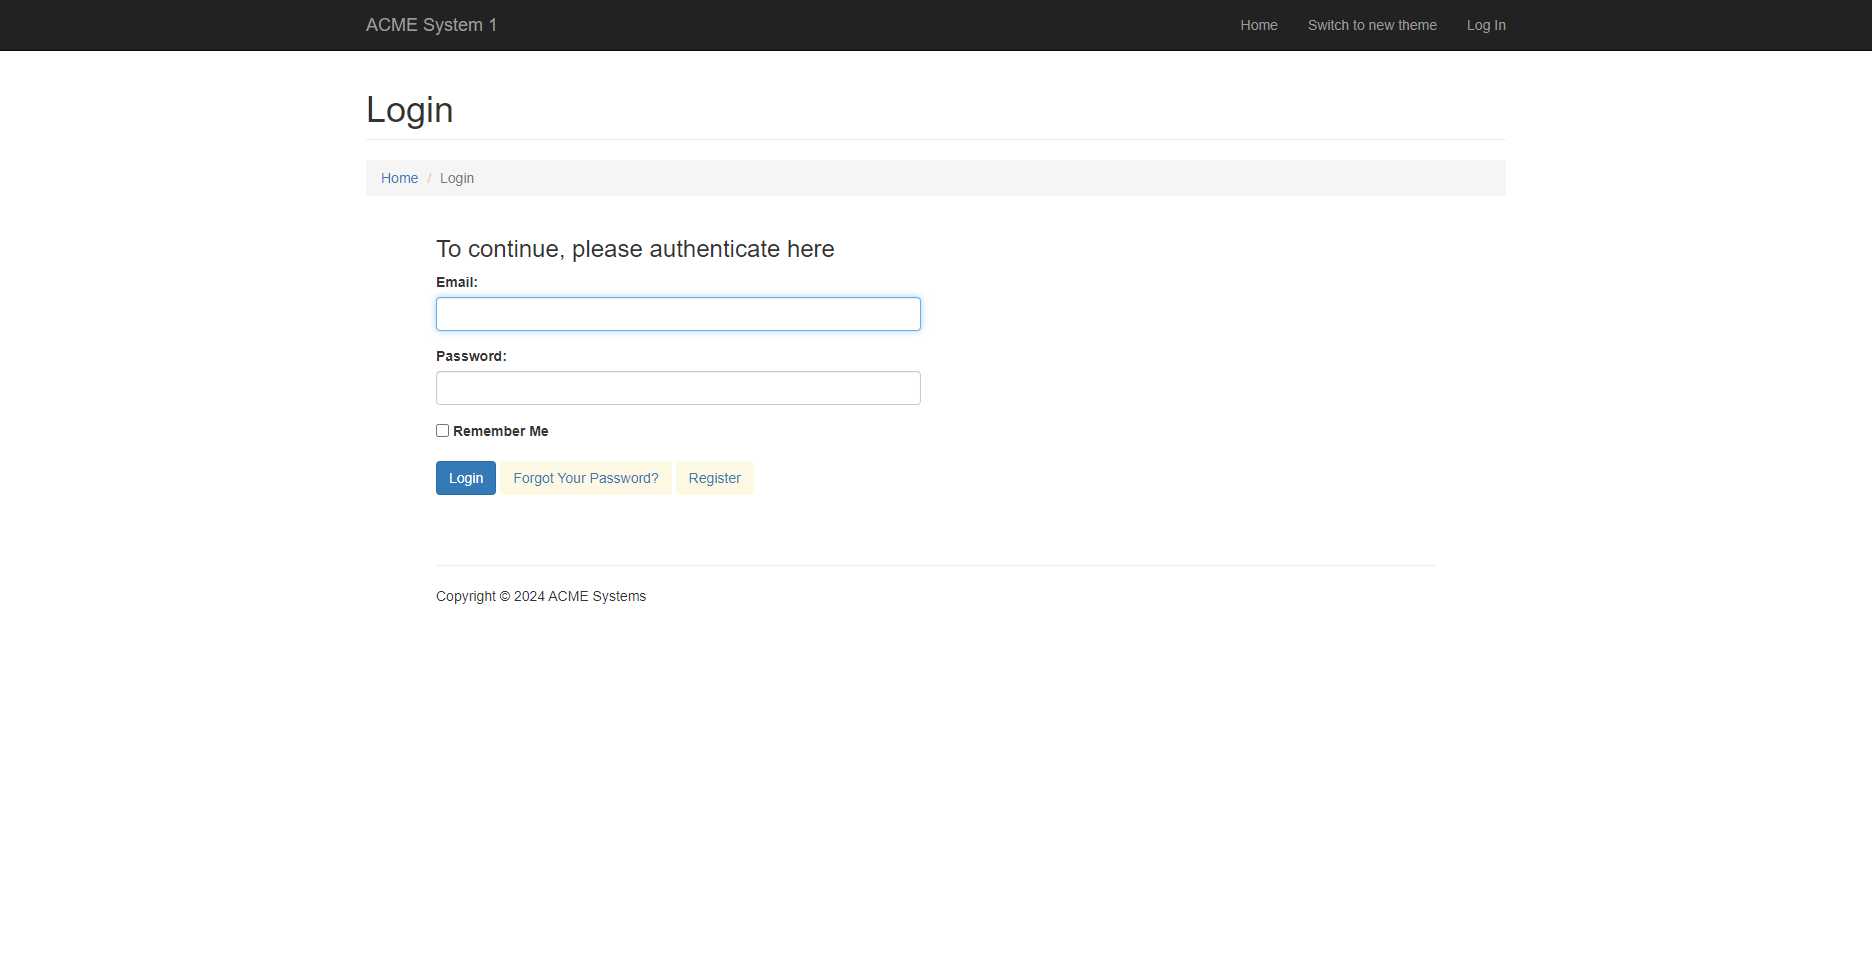 ACME System 1 Home Switch to new theme Log In
Login
Home / Login
To continue, please authenticate here
Email:
Password:
Remember Me
Login Forgot Your Password? Register
Copyright © 2024 ACME Systems